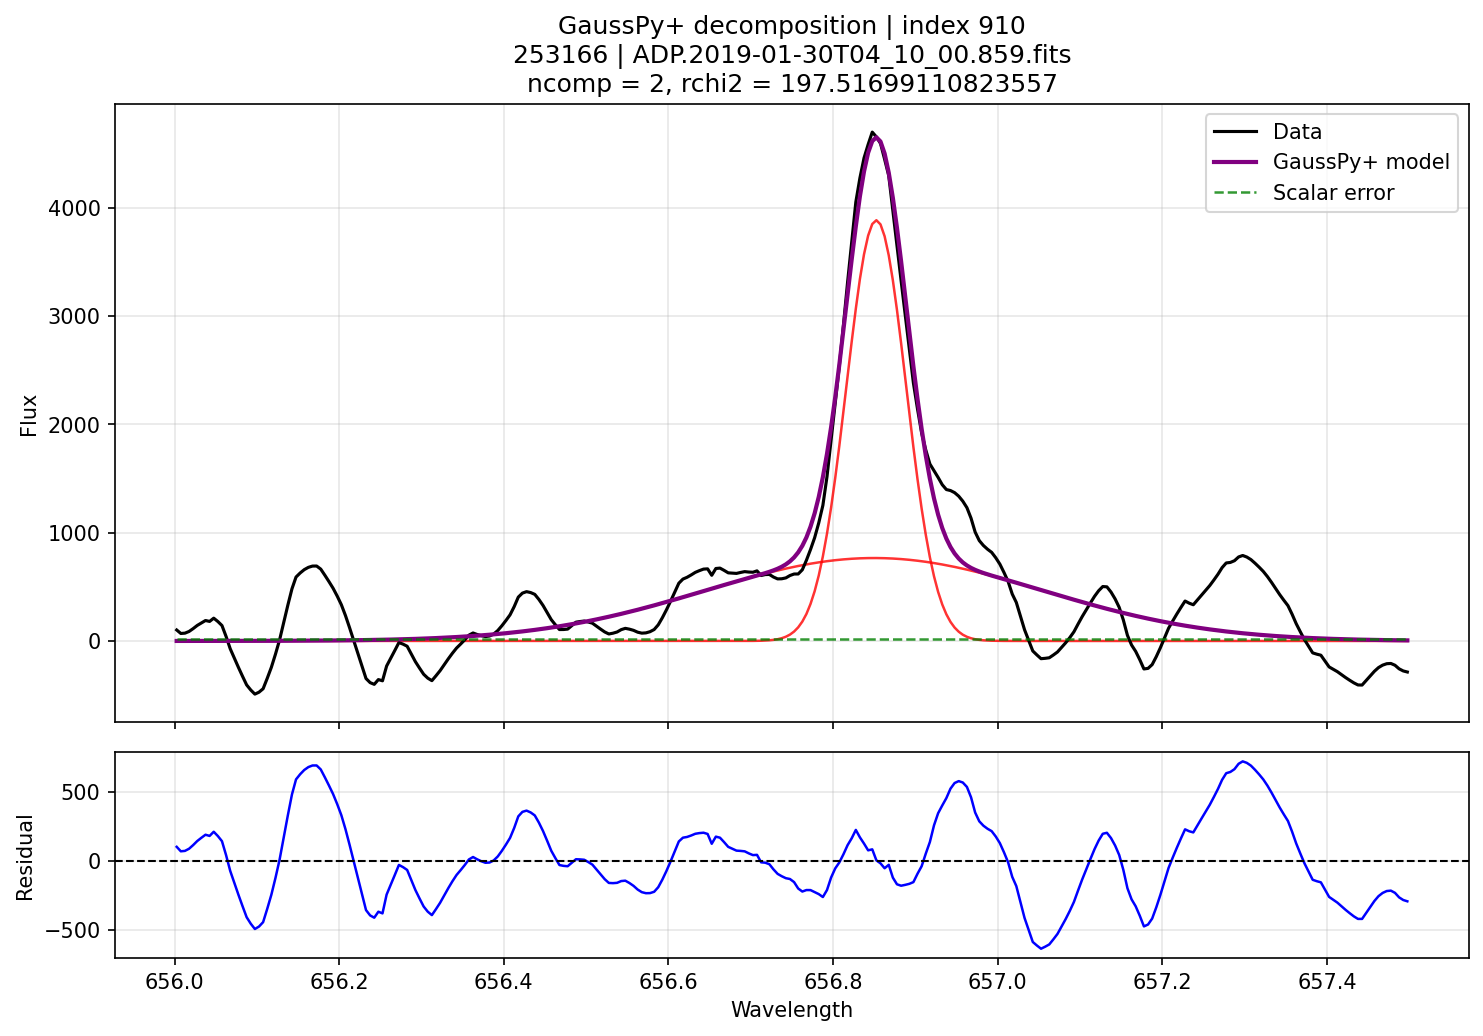 GaussPy+ decomposition | index 910
253166 | ADP.2019-01-30T04_10_00.859.fits
ncomp = 2, rchi2 = 197.51699110823557
Data
GaussPy+ model
Scalar error
Flux
4000
3000
2000
1000
0
Residual
500
0
−500
656.0 656.2 656.4 656.6 656.8 657.0 657.2 657.4
Wavelength